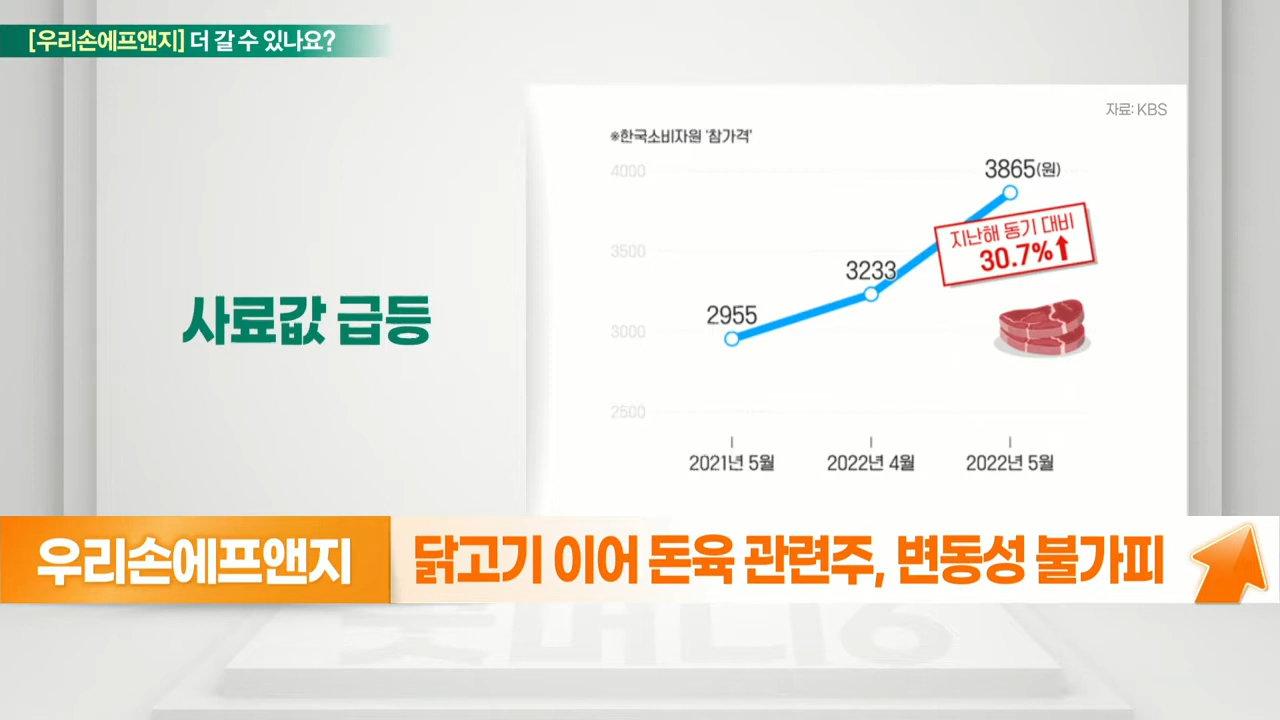 [우리손에프앤지] 더 갈 수 있나요?
자료: KBS
※한국소비자원 '참가격'
4000
3500
3000
2500
2955
3233
3865(원)
지난해 동기 대비
30.7%⬆
2021년 5월
2022년 4월
2022년 5월
사료값 급등
우리손에프앤지
닭고기 이어 돈육 관련주, 변동성 불가피